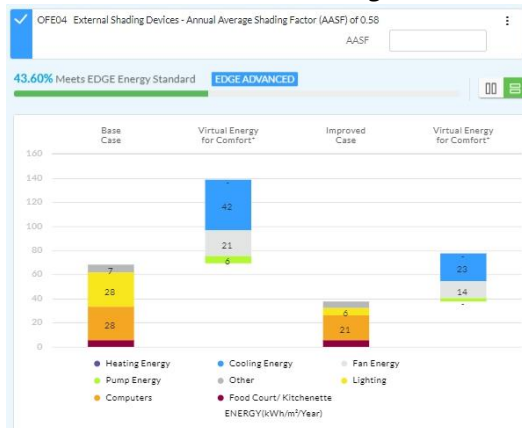 OFE04 External Shading Devices - Annual Average Shading Factor (AASF) of 0.58
AASF
43.60% Meets EDGE Energy Standard EDGE ADVANCED
Base Case
Virtual Energy for Comfort*
Improved Case
Virtual Energy for Comfort*
160
140
120
100
80
60
40
20
0
7
28
28
-
42
21
6
6
21
-
23
14
-
Heating Energy
Cooling Energy
Fan Energy
Pump Energy
Other
Lighting
Computers
Food Court/ Kitchenette
ENERGY(kWh/m²/Year)